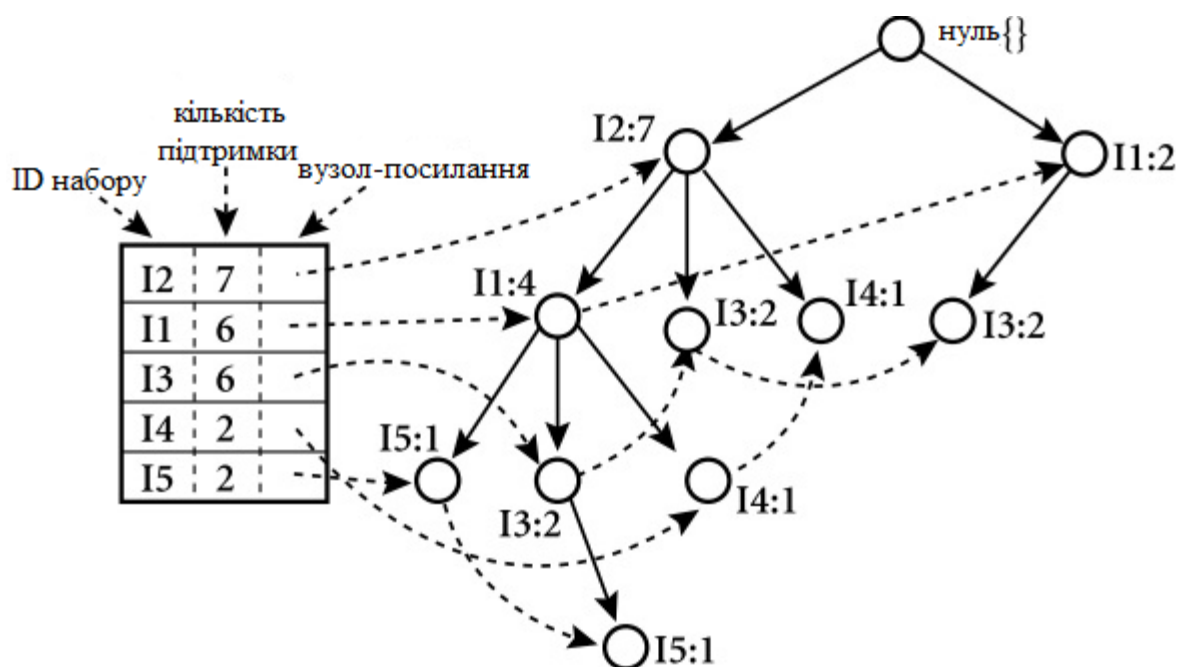 нуль{}
кількість
підтримки
ID набору
вузол-посилання
I2:7
I1:2
I2 7
I1 6
I3 6
I4 2
I5 2
I1:4
I3:2
I4:1
I3:2
I5:1
I3:2
I4:1
I5:1